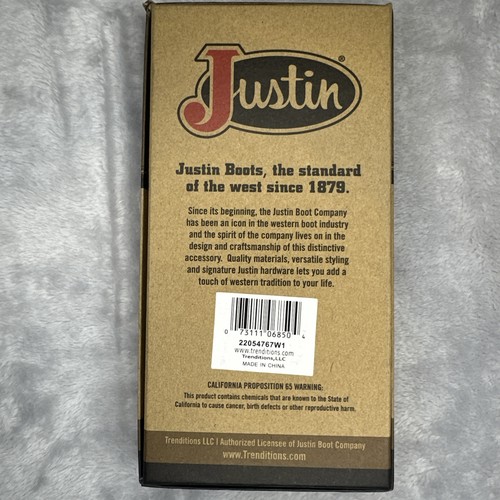 Justin®
Justin Boots, the standard
of the west since 1879.
Since its beginning, the Justin Boot Company
has been an icon in the western boot industry
and the spirit of the company lives on in the
design and craftsmanship of this distinctive
accessory. Quality materials, versatile styling
and signature Justin hardware lets you add a
touch of western tradition to your life.
0 73111 06850 4
22054767W1
www.trenditions.com
Trenditions,LLC
MADE IN CHINA
CALIFORNIA PROPOSITION 65 WARNING:
This product contains chemicals that are known to the State of
California to cause cancer, birth defects or other reproductive harm.
Trenditions LLC | Authorized Licensee of Justin Boot Company
www.Trenditions.com